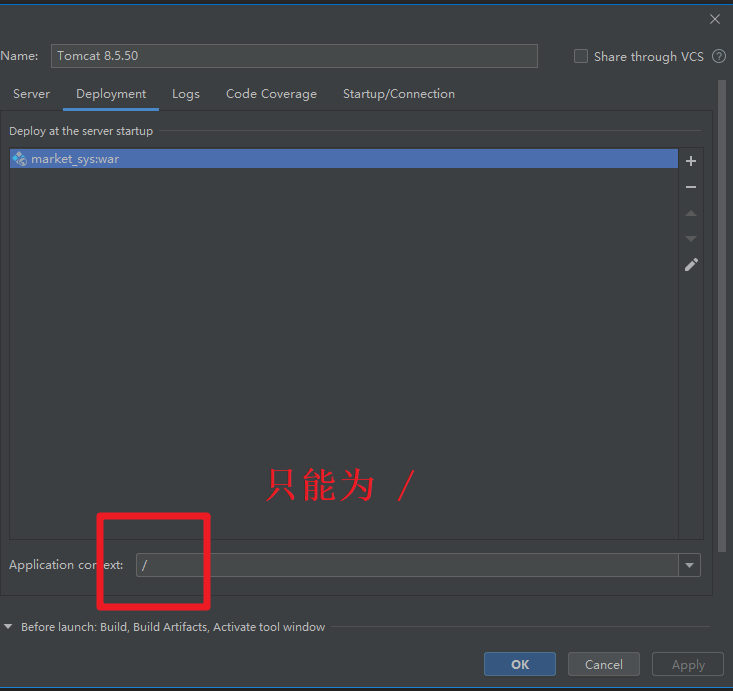 Name: Tomcat 8.5.50 Share through VCS ?
Server Deployment Logs Code Coverage Startup/Connection
Deploy at the server startup
market_sys:war
只能为 /
Application context: /
Before launch: Build, Build Artifacts, Activate tool window
OK Cancel Apply